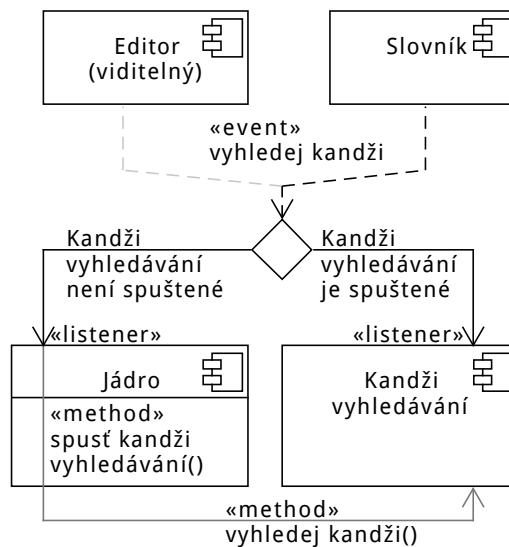 Editor
(viditelný)
Slovník
«event»
vyhledej kandži
Kandži
vyhledávání
není spuštené
Kandži
vyhledávání
je spuštené
«listener»
«listener»
Jádro
«method»
spusť kandži
vyhledávání()
Kandži
vyhledávání
«method»
vyhledej kandži()